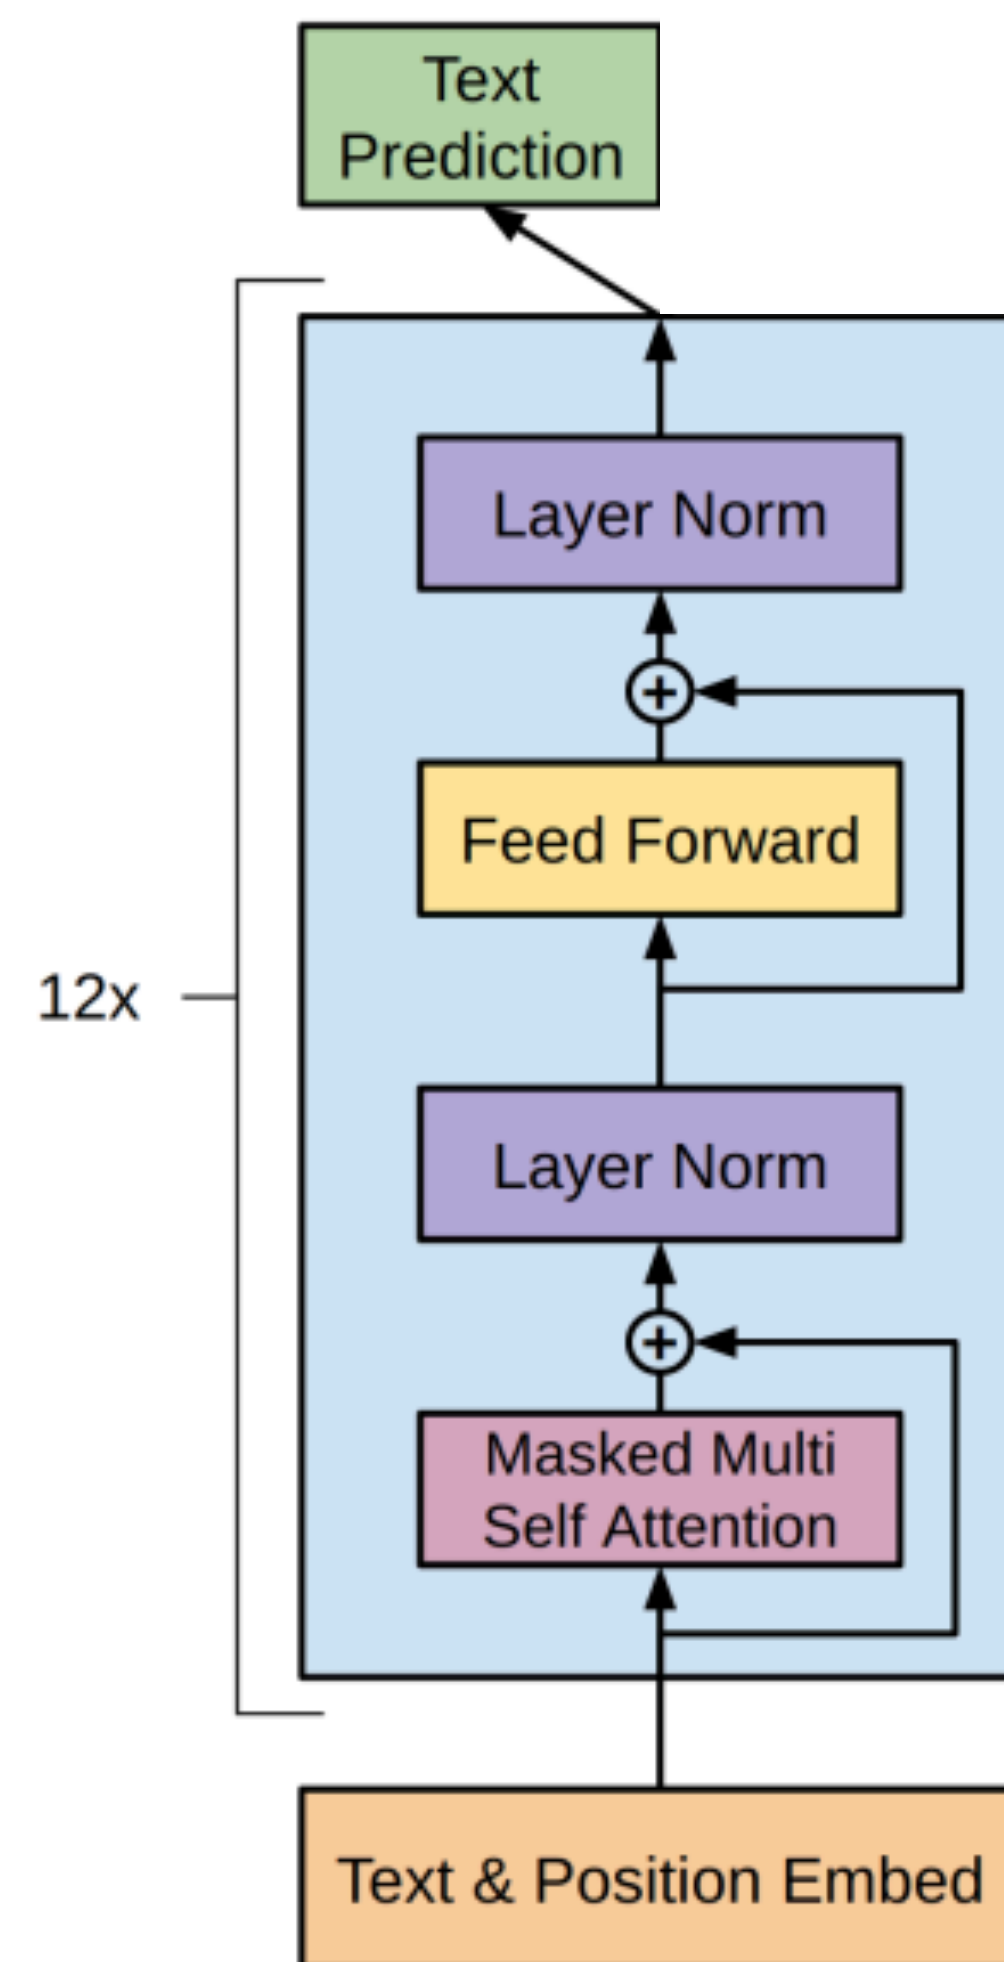 Text
Prediction
Layer Norm
+
Feed Forward
12x
Layer Norm
+
Masked Multi
Self Attention
Text & Position Embed